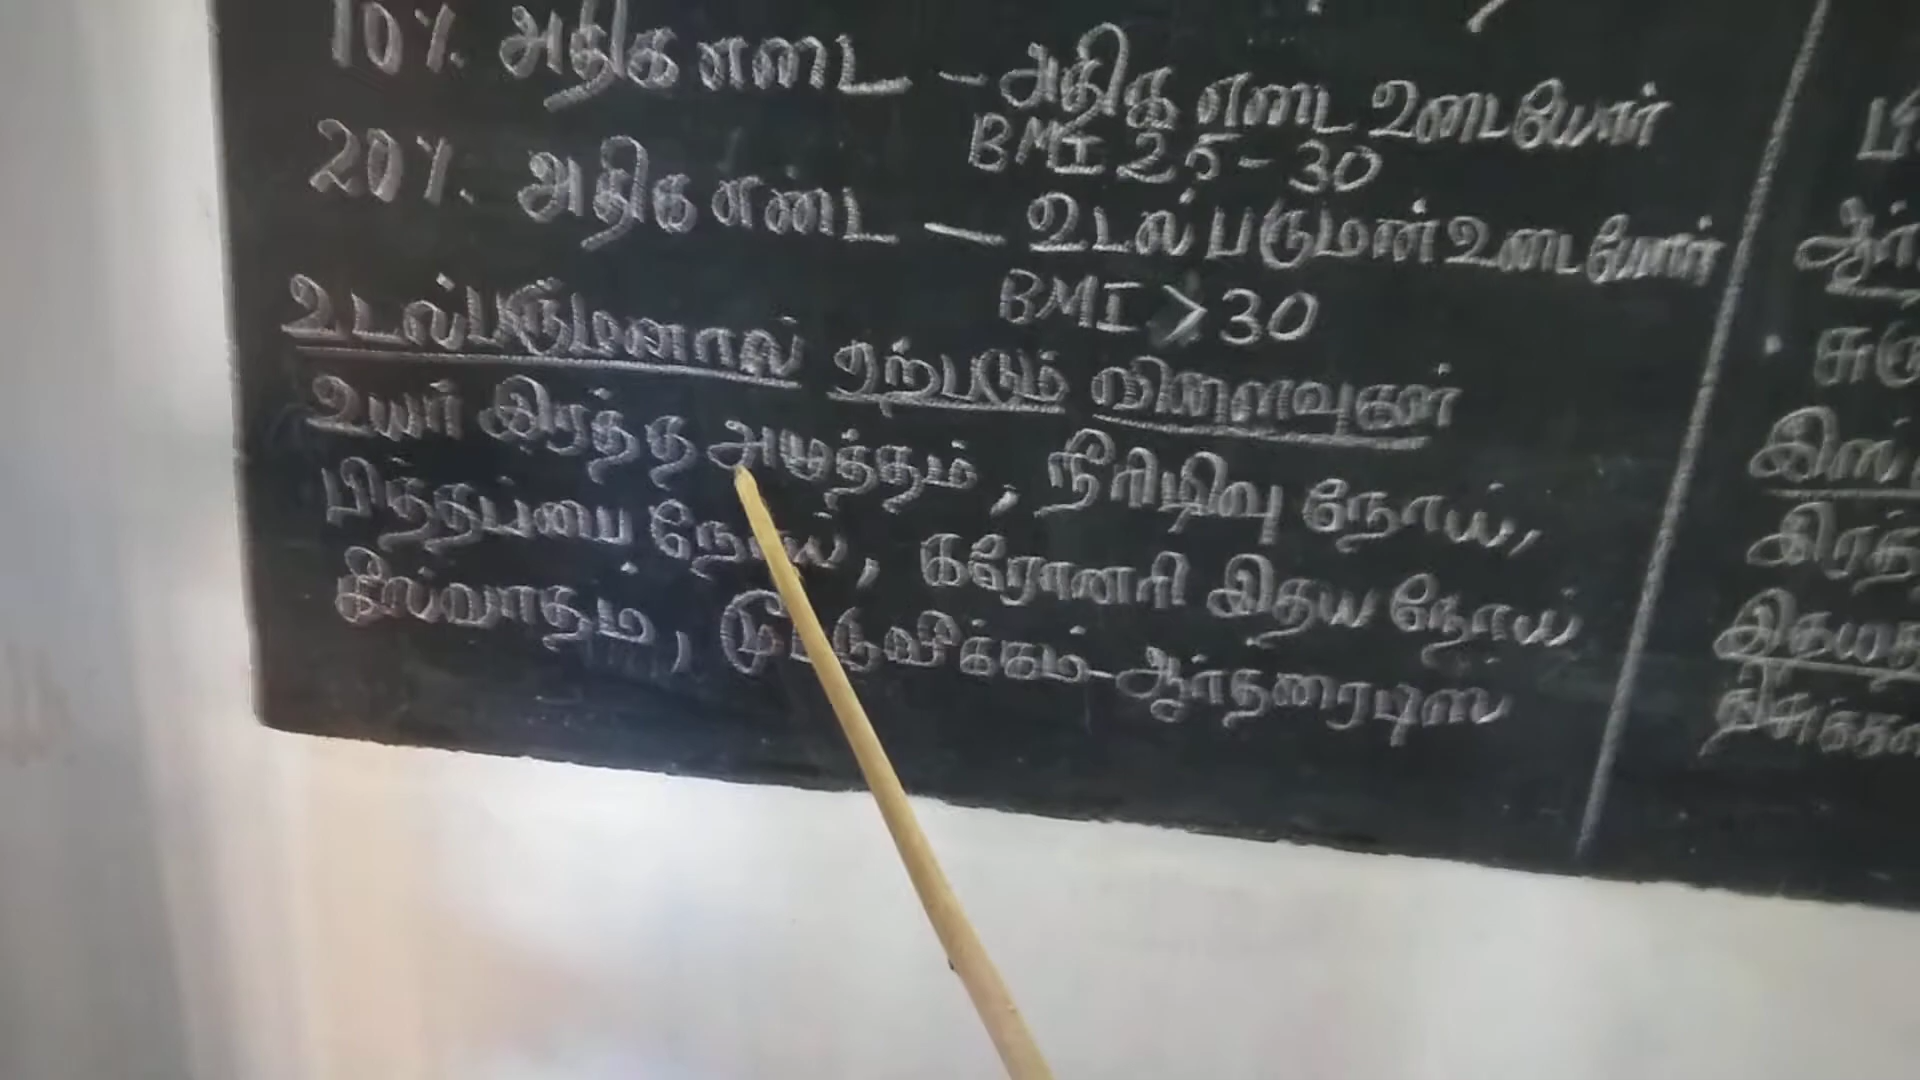 10% அதிக எடை – அதிக எடை உடையோர்
BMI 25-30
20% அதிக எடை – உடல் பருமன் உடையோர்
BMI > 30
உடல்பருமனால் ஏற்படும் விளைவுகள்
உயர் இரத்த அழுத்தம், நீரிழிவு நோய்,
பித்தப்பை நோய், கரோனரி இதய நோய்
கீல்வாதம், மூட்டுவீக்கம்-ஆர்தரைடிஸ்